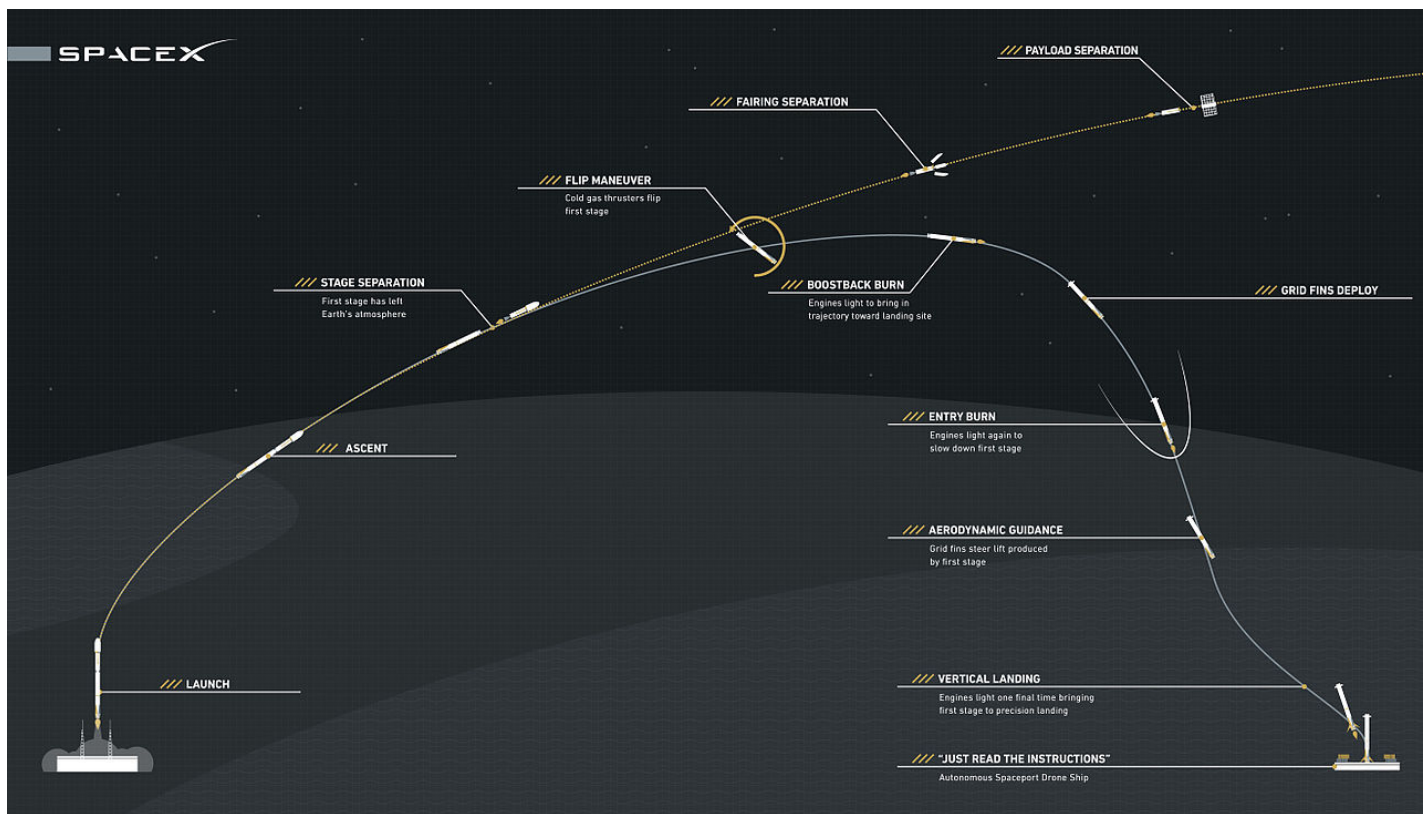 SPACEX
/// PAYLOAD SEPARATION
/// FAIRING SEPARATION
/// FLIP MANEUVER
Cold gas thrusters flip
first stage
/// STAGE SEPARATION
First stage has left
Earth's atmosphere
/// BOOSTBACK BURN
Engines light to bring in
trajectory toward landing site
/// GRID FINS DEPLOY
/// ENTRY BURN
Engines light again to
slow down first stage
/// ASCENT
/// AERODYNAMIC GUIDANCE
Grid fins steer lift produced
by first stage
/// LAUNCH
/// VERTICAL LANDING
Engines light one final time bringing
first stage to precision landing
/// "JUST READ THE INSTRUCTIONS"
Autonomous Spaceport Drone Ship